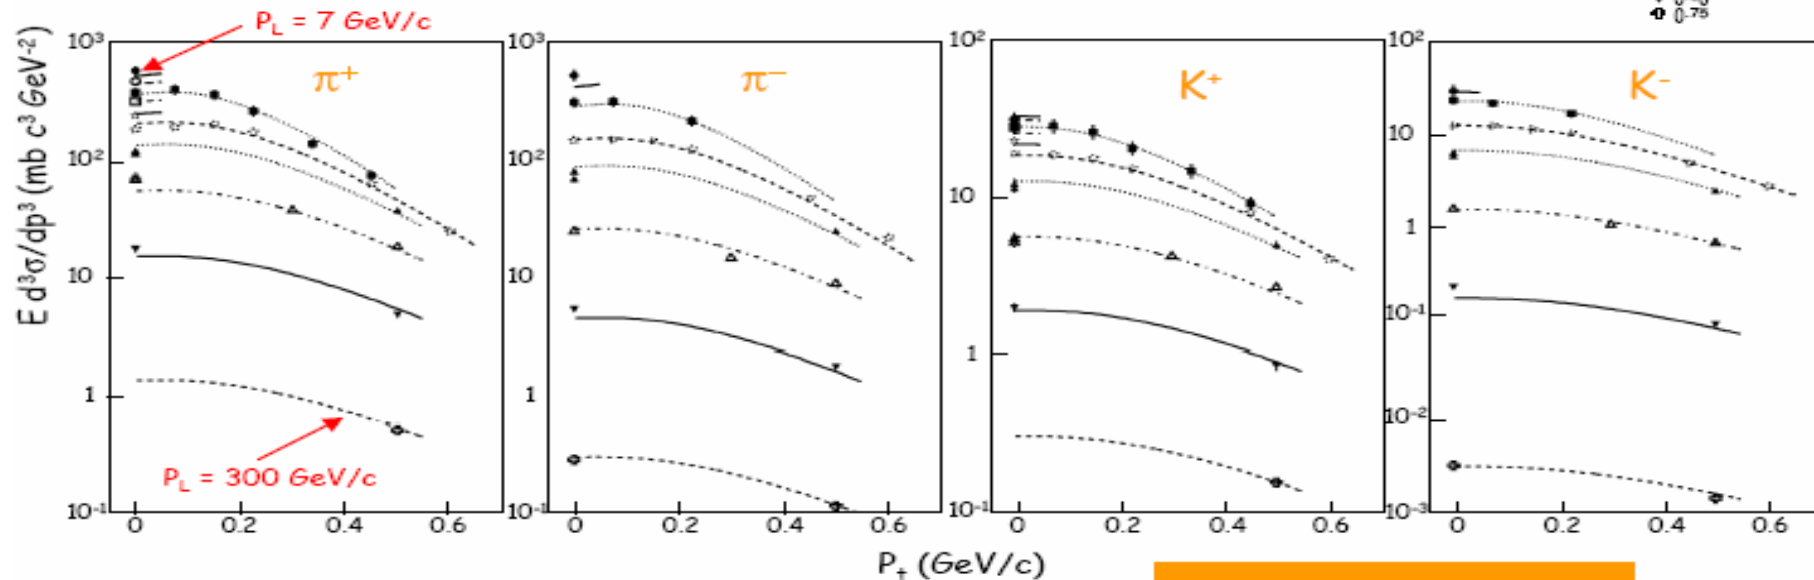 0.75
P_L = 7 GeV/c
E d³σ/dp³ (mb c³ GeV⁻²)
10³
10²
10
1
10⁻¹
π⁺
P_L = 300 GeV/c
0 0.2 0.4 0.6
10³
10²
10
1
10⁻¹
π⁻
0 0.2 0.4 0.6
10²
10
1
10⁻¹
K⁺
0 0.2 0.4 0.6
10²
10
1
10⁻¹
10⁻²
10⁻³
K⁻
0 0.2 0.4 0.6
P_t (GeV/c)